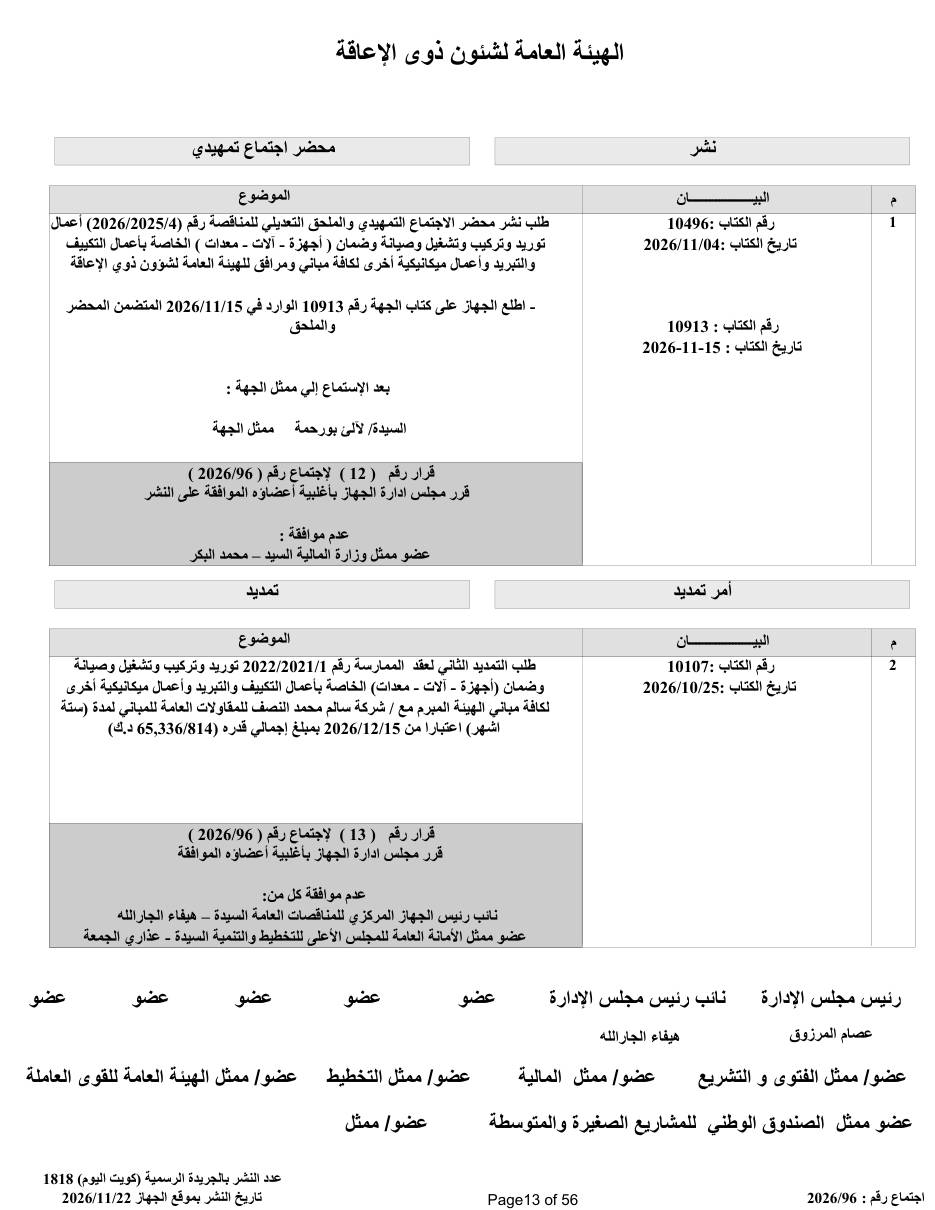 الهيئة العامة لشئون ذوى الإعاقة
نشر
محضر اجتماع تمهيدي
م
البيـــــــــــــــان
الموضوع
1
رقم الكتاب :10496
تاريخ الكتاب :2026/11/04
رقم الكتاب : 10913
تاريخ الكتاب : 15-11-2026
طلب نشر محضر الاجتماع التمهيدي والملحق التعديلي للمناقصة رقم (2026/2025/4) أعمال
توريد وتركيب وتشغيل وصيانة وضمان ( أجهزة - آلات - معدات ) الخاصة بأعمال التكييف
والتبريد وأعمال ميكانيكية أخرى لكافة مباني ومرافق للهيئة العامة لشؤون ذوي الإعاقة
- اطلع الجهاز على كتاب الجهة رقم 10913 الوارد في 2026/11/15 المتضمن المحضر
والملحق
بعد الإستماع إلي ممثل الجهة :
السيدة/ لآلئ بورحمة ممثل الجهة
قرار رقم ( 12 ) لإجتماع رقم ( 2026/96 )
قرر مجلس ادارة الجهاز بأغلبية أعضاؤه الموافقة على النشر
عدم موافقة :
عضو ممثل وزارة المالية السيد – محمد البكر
أمر تمديد
تمديد
م
البيـــــــــــــــان
الموضوع
2
رقم الكتاب :10107
تاريخ الكتاب :2026/10/25
طلب التمديد الثاني لعقد الممارسة رقم 2022/2021/1 توريد وتركيب وتشغيل وصيانة
وضمان (أجهزة - آلات - معدات) الخاصة بأعمال التكييف والتبريد وأعمال ميكانيكية أخرى
لكافة مباني الهيئة المبرم مع / شركة سالم محمد النصف للمقاولات العامة للمباني لمدة (ستة
اشهر) اعتبارا من 2026/12/15 بمبلغ إجمالي قدره (65,336/814 د.ك)
قرار رقم ( 13 ) لإجتماع رقم ( 2026/96 )
قرر مجلس ادارة الجهاز بأغلبية أعضاؤه الموافقة
عدم موافقة كل من:
نائب رئيس الجهاز المركزي للمناقصات العامة السيدة – هيفاء الجارالله
عضو ممثل الأمانة العامة للمجلس الأعلى للتخطيط والتنمية السيدة - عذاري الجمعة
رئيس مجلس الإدارة نائب رئيس مجلس الإدارة عضو عضو عضو عضو عضو
عصام المرزوق هيفاء الجارالله
عضو/ ممثل الفتوى و التشريع عضو/ ممثل المالية عضو/ ممثل التخطيط عضو/ ممثل الهيئة العامة للقوى العاملة
عضو ممثل الصندوق الوطني للمشاريع الصغيرة والمتوسطة عضو/ ممثل
اجتماع رقم : 2026/96
Page13 of 56
عدد النشر بالجريدة الرسمية (كويت اليوم) 1818
تاريخ النشر بموقع الجهاز 2026/11/22